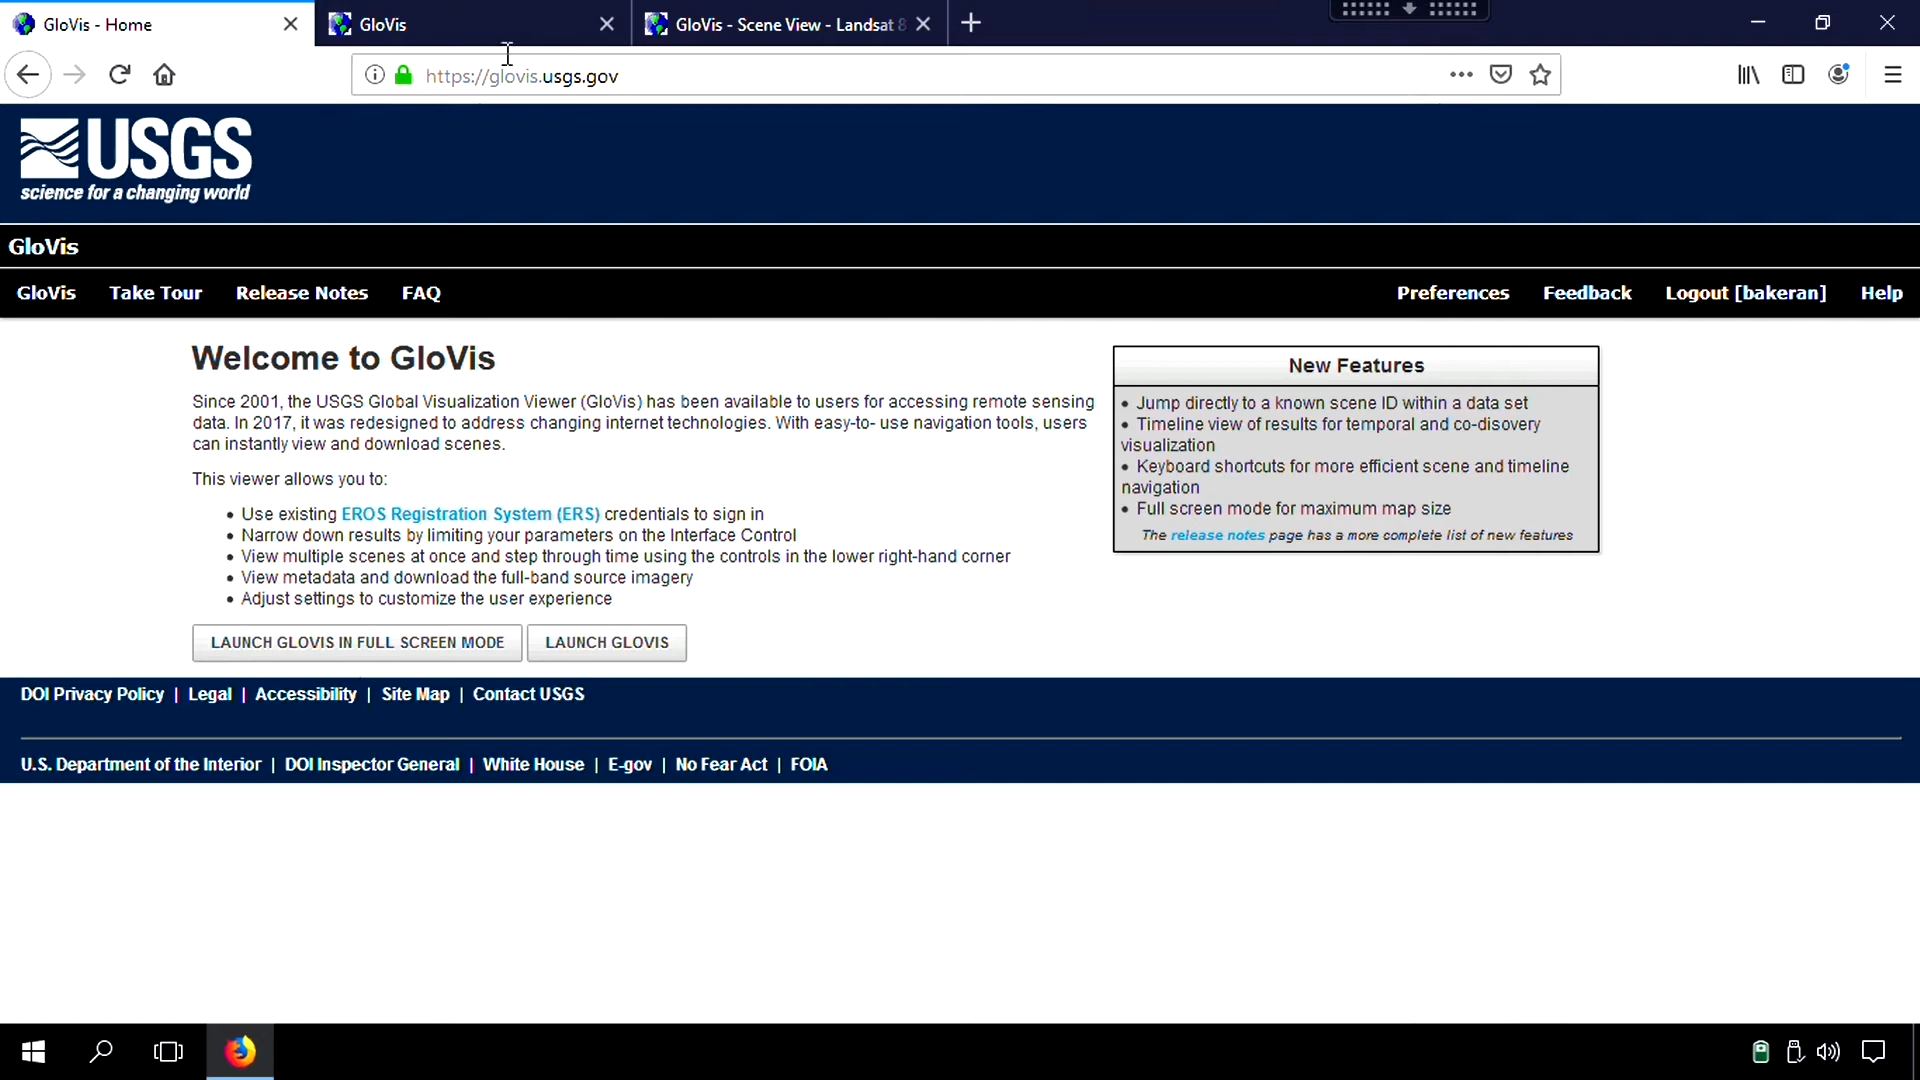 GloVis - Home
GloVis
GloVis - Scene View - Landsat 8
https://glovis.usgs.gov
USGS
science for a changing world
GloVis
GloVis
Take Tour
Release Notes
FAQ
Preferences
Feedback
Logout [bakeran]
Help
Welcome to GloVis
Since 2001, the USGS Global Visualization Viewer (GloVis) has been available to users for accessing remote sensing
data. In 2017, it was redesigned to address changing internet technologies. With easy-to- use navigation tools, users
can instantly view and download scenes.
This viewer allows you to:
• Use existing EROS Registration System (ERS) credentials to sign in
• Narrow down results by limiting your parameters on the Interface Control
• View multiple scenes at once and step through time using the controls in the lower right-hand corner
• View metadata and download the full-band source imagery
• Adjust settings to customize the user experience
LAUNCH GLOVIS IN FULL SCREEN MODE
LAUNCH GLOVIS
New Features
• Jump directly to a known scene ID within a data set
• Timeline view of results for temporal and co-disovery
visualization
• Keyboard shortcuts for more efficient scene and timeline
navigation
• Full screen mode for maximum map size
The release notes page has a more complete list of new features
DOI Privacy Policy | Legal | Accessibility | Site Map | Contact USGS
U.S. Department of the Interior | DOI Inspector General | White House | E-gov | No Fear Act | FOIA